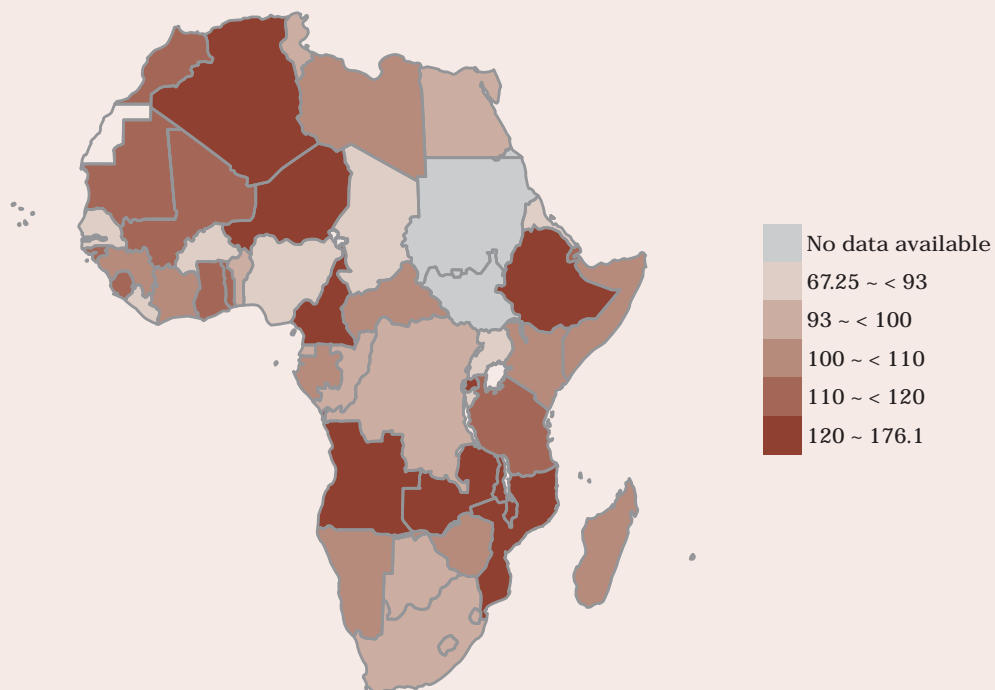 No data available
67.25 ~ < 93
93 ~ < 100
100 ~ < 110
110 ~ < 120
120 ~ 176.1